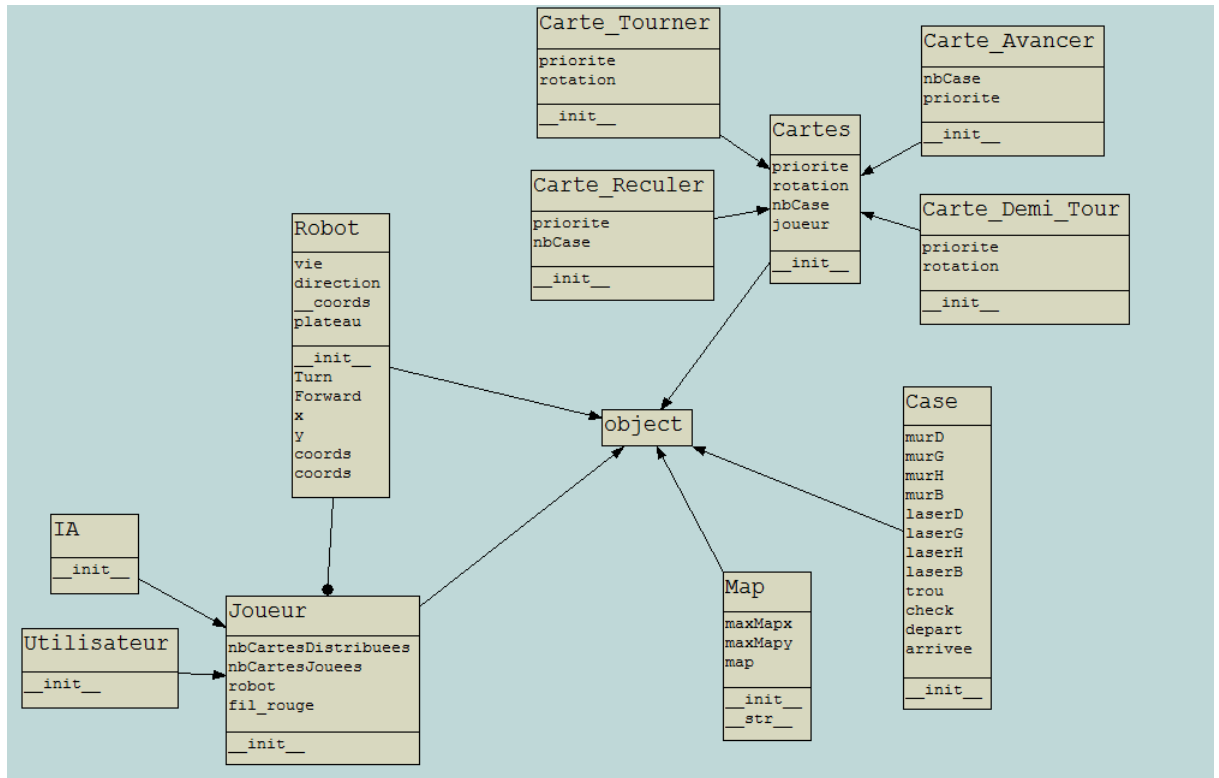 Carte_Tourner
priorite
rotation
__init__
Carte_Avancer
nbCase
priorite
__init__
Cartes
priorite
rotation
nbCase
joueur
__init__
Carte_Reculer
priorite
nbCase
__init__
Carte_Demi_Tour
priorite
rotation
__init__
Robot
vie
direction
__coords
plateau
__init__
Turn
Forward
x
y
coords
coords
object
Case
murD
murG
murH
murB
laserD
laserG
laserH
laserB
trou
check
depart
arrivee
__init__
IA
__init__
Utilisateur
__init__
Joueur
nbCartesDistribuees
nbCartesJouees
robot
fil_rouge
__init__
Map
maxMapx
maxMapy
map
__init__
__str__